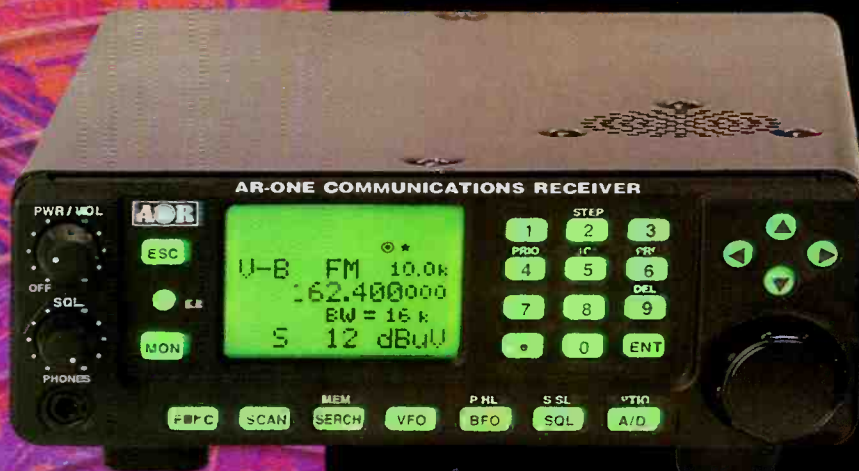 AR-ONE COMMUNICATIONS RECEIVER
PWR/VOL
OFF
SQL
PHONES
AOR
ESC
MON
V-B FM 10.0k
162.400000
BW = 16 k
S 12 dBuV
STEP
1 2 3
PRIO
4 5 6
DEL
7 8 9
0 ENT
MEM
SCAN SERCH VFO BFO SQL A/D